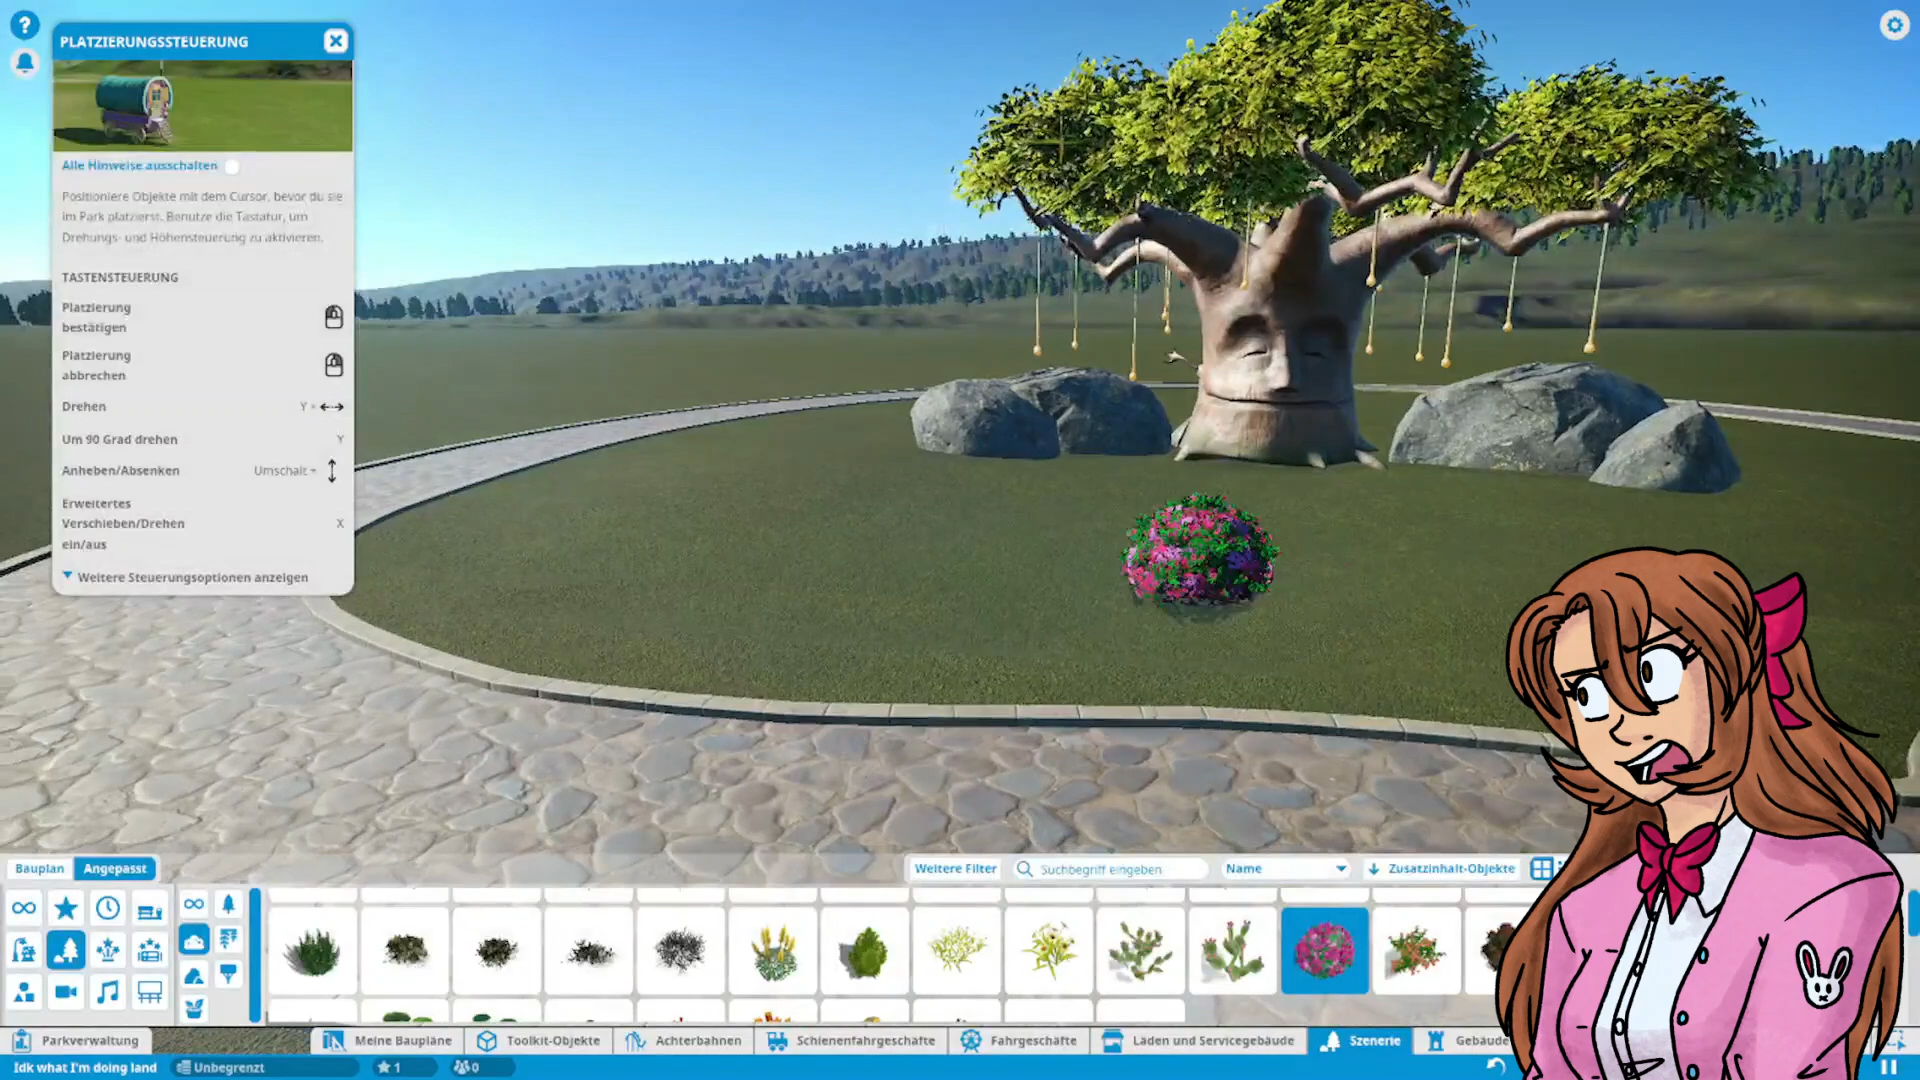 ?
PLATZIERUNGSSTEUERUNG
Alle Hinweise ausschalten
Positioniere Objekte mit dem Cursor, bevor du sie
im Park platzierst. Benutze die Tastatur, um
Drehungs- und Höhensteuerung zu aktivieren.
TASTENSTEUERUNG
Platzierung
bestätigen
Platzierung
abbrechen
Drehen Y +
Um 90 Grad drehen Y
Anheben/Absenken Umschalt +
Erweitertes
Verschieben/Drehen X
ein/aus
Weitere Steuerungsoptionen anzeigen
Bauplan Angepasst
Weitere Filter Suchbegriff eingeben Name Zusatzinhalt-Objekte
Parkverwaltung Meine Baupläne Toolkit-Objekte Achterbahnen Schienenfahrgeschäfte Fahrgeschäfte Läden und Servicegebäude Szenerie Gebäude
Idk what I'm doing land Unbegrenzt 1 0